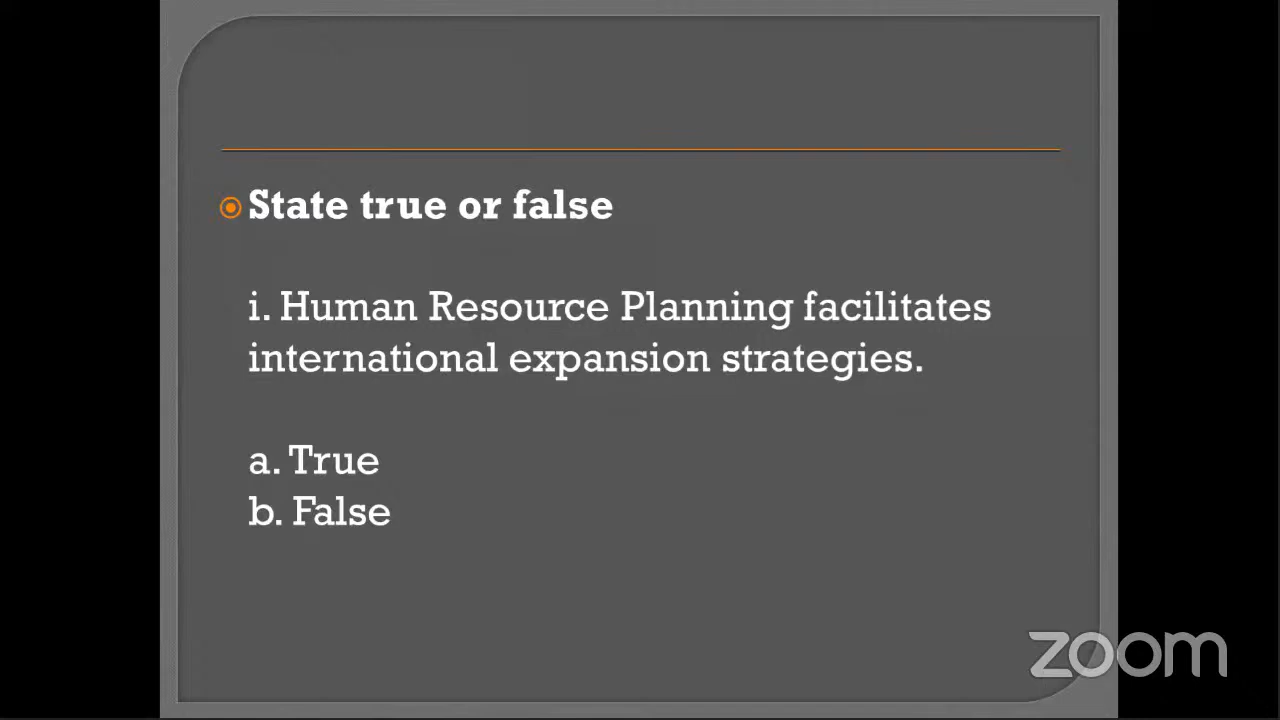 State true or false
i. Human Resource Planning facilitates
international expansion strategies.
a. True
b. False
zoom